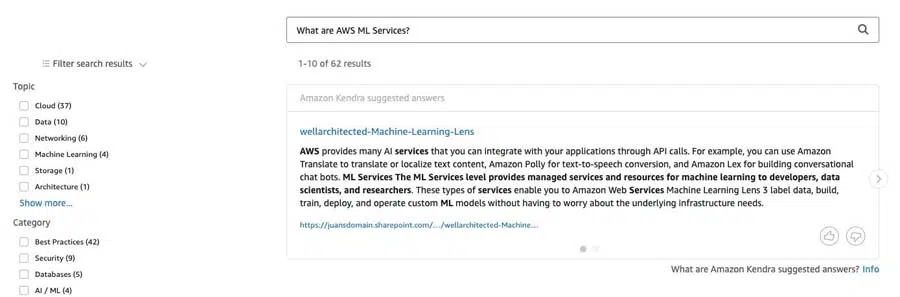 What are AWS ML Services?
Filter search results
1-10 of 62 results
Topic
Cloud (37)
Data (10)
Networking (6)
Machine Learning (4)
Storage (1)
Architecture (1)
Show more...
Category
Best Practices (42)
Security (9)
Databases (5)
AI / ML (4)
Amazon Kendra suggested answers
wellarchitected-Machine-Learning-Lens
AWS provides many AI services that you can integrate with your applications through API calls. For example, you can use Amazon
Translate to translate or localize text content, Amazon Polly for text-to-speech conversion, and Amazon Lex for building conversational
chat bots. ML Services The ML Services level provides managed services and resources for machine learning to developers, data
scientists, and researchers. These types of services enable you to Amazon Web Services Machine Learning Lens 3 label data, build,
train, deploy, and operate custom ML models without having to worry about the underlying infrastructure needs.
https://juansdomain.sharepoint.com/.../wellarchitected-Machine...
What are Amazon Kendra suggested answers? Info